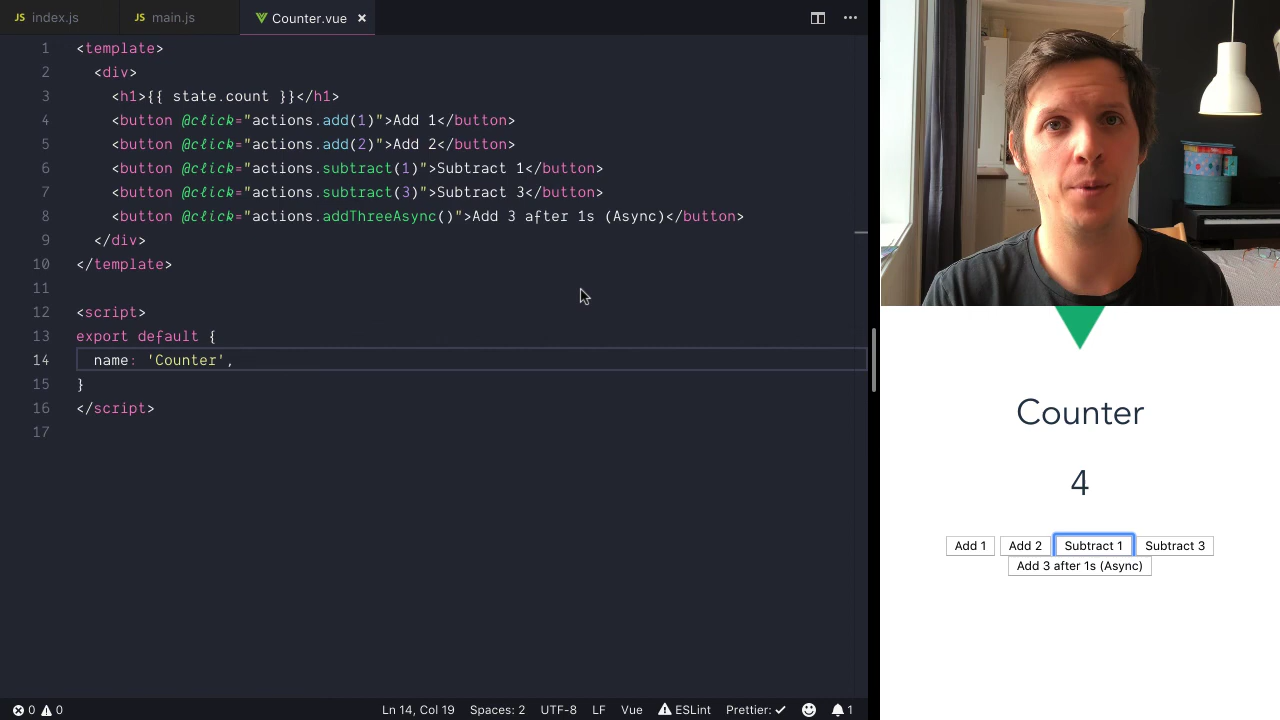 JS index.js
JS main.js
Counter.vue ×
1 <template>
2 <div>
3 <h1>{{ state.count }}</h1>
4 <button @click="actions.add(1)">Add 1</button>
5 <button @click="actions.add(2)">Add 2</button>
6 <button @click="actions.subtract(1)">Subtract 1</button>
7 <button @click="actions.subtract(3)">Subtract 3</button>
8 <button @click="actions.addThreeAsync()">Add 3 after 1s (Async)</button>
9 </div>
10 </template>
11
12 <script>
13 export default {
14 name: 'Counter',
15 }
16 </script>
17
Counter
4
Add 1 Add 2 Subtract 1 Subtract 3
Add 3 after 1s (Async)
0 0 Ln 14, Col 19 Spaces: 2 UTF-8 LF Vue ESLint Prettier: ✓ 1